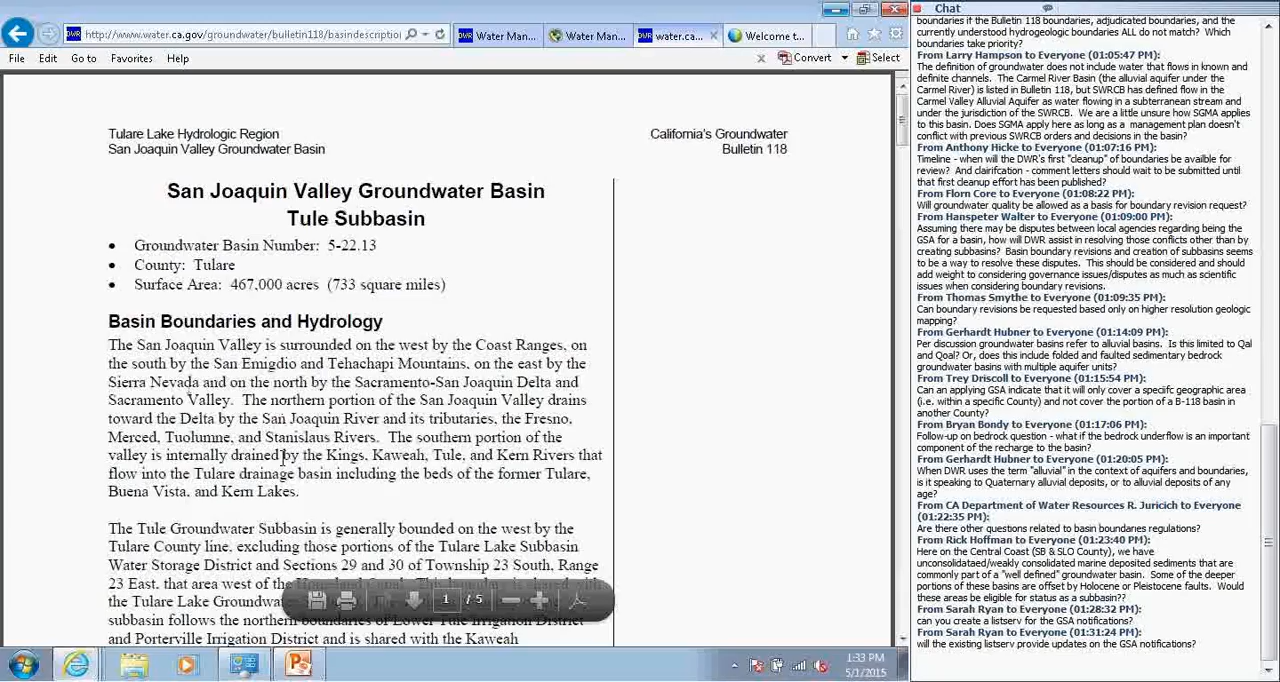 http://www.water.ca.gov/groundwater/bulletin118/basindescription
DWR Water Man...
Water Man...
DWR water.ca...
Welcome t...
File Edit Go to Favorites Help
Convert
Select
Tulare Lake Hydrologic Region
San Joaquin Valley Groundwater Basin
California's Groundwater
Bulletin 118
San Joaquin Valley Groundwater Basin
Tule Subbasin
• Groundwater Basin Number: 5-22.13
• County: Tulare
• Surface Area: 467,000 acres (733 square miles)
Basin Boundaries and Hydrology
The San Joaquin Valley is surrounded on the west by the Coast Ranges, on
the south by the San Emigdio and Tehachapi Mountains, on the east by the
Sierra Nevada and on the north by the Sacramento-San Joaquin Delta and
Sacramento Valley. The northern portion of the San Joaquin Valley drains
toward the Delta by the San Joaquin River and its tributaries, the Fresno,
Merced, Tuolumne, and Stanislaus Rivers. The southern portion of the
valley is internally drained by the Kings, Kaweah, Tule, and Kern Rivers that
flow into the Tulare drainage basin including the beds of the former Tulare,
Buena Vista, and Kern Lakes.
The Tule Groundwater Subbasin is generally bounded on the west by the
Tulare County line, excluding those portions of the Tulare Lake Subbasin
Water Storage District and Sections 29 and 30 of Township 23 South, Range
23 East, that area west of the Homeland Canal. This boundary is shared with
the Tulare Lake Groundwater
subbasin follows the northern boundaries of Lower Tule Irrigation District
and Porterville Irrigation District and is shared with the Kaweah
1 / 5
1:33 PM
5/1/2015
Chat
boundaries if the Bulletin 118 boundaries, adjudicated boundaries, and the
currently understood hydrogeologic boundaries ALL do not match? Which
boundaries take priority?
From Larry Hampson to Everyone (01:05:47 PM):
The definition of groundwater does not include water that flows in known and
definite channels. The Carmel River Basin (the alluvial aquifer under the
Carmel River) is listed in Bulletin 118, but SWRCB has defined flow in the
Carmel Valley Alluvial Aquifer as water flowing in a subterranean stream and
under the jurisdiction of the SWRCB. We are a little unsure how SGMA applies
to this basin. Does SGMA apply here as long as a management plan doesn't
conflict with previous SWRCB orders and decisions in the basin?
From Anthony Hicke to Everyone (01:07:16 PM):
Timeline - when will the DWR's first "cleanup" of boundaries be availble for
review? And clairifcation - comment letters should wait to be submitted until
that first cleanup effort has been published?
From Florn Core to Everyone (01:08:22 PM):
Will groundwater quality be allowed as a basis for boundary revision request?
From Hanspeter Walter to Everyone (01:09:00 PM):
Assuming there may be disputes between local agencies regarding being the
GSA for a basin, how will DWR assist in resolving those conflicts other than by
creating subbasins? Basin boundary revisions and creation of subbasins seems
to be a way to resolve these disputes. This should be considered and should
add weight to considering governance issues/disputes as much as scientific
issues when considering boundary revisions.
From Thomas Smythe to Everyone (01:09:35 PM):
Can boundary revisions be requested based only on higher resolution geologic
mapping?
From Gerhardt Hubner to Everyone (01:14:09 PM):
Per discussion groundwater basins refer to alluvial basins. Is this limited to Qal
and Qoal? Or, does this include folded and faulted sedimentary bedrock
groundwater basins with multiple aquifer units?
From Trey Driscoll to Everyone (01:15:54 PM):
Can an applying GSA indicate that it will only cover a speciifc geographic area
(i.e. within a specific County) and not cover the portion of a B-118 basin in
another County?
From Bryan Bondy to Everyone (01:17:06 PM):
Follow-up on bedrock question - what if the bedrock underflow is an important
component of the recharge to the basin?
From Gerhardt Hubner to Everyone (01:20:05 PM):
When DWR uses the term "alluvial" in the context of aquifers and boundaries,
is it speaking to Quaternary alluvial deposits, or to alluvial deposits of any
age?
From CA Department of Water Resources R. Juricich to Everyone
(01:22:35 PM):
Are there other questions related to basin boundaries regulations?
From Rick Hoffman to Everyone (01:23:40 PM):
Here on the Central Coast (SB & SLO County), we have
unconsolidataed/weakly consolidated marine deposited sediments that are
commonly part of a "well defined" groundwater basin. Some of the deeper
portions of these basins are offset by Holocene or Pleistocene faults. Would
these areas be eligible for status as a subbasin??
From Sarah Ryan to Everyone (01:28:32 PM):
can you create a listserv for the GSA notifications?
From Sarah Ryan to Everyone (01:31:24 PM):
will the existing listserv provide updates on the GSA notifications?